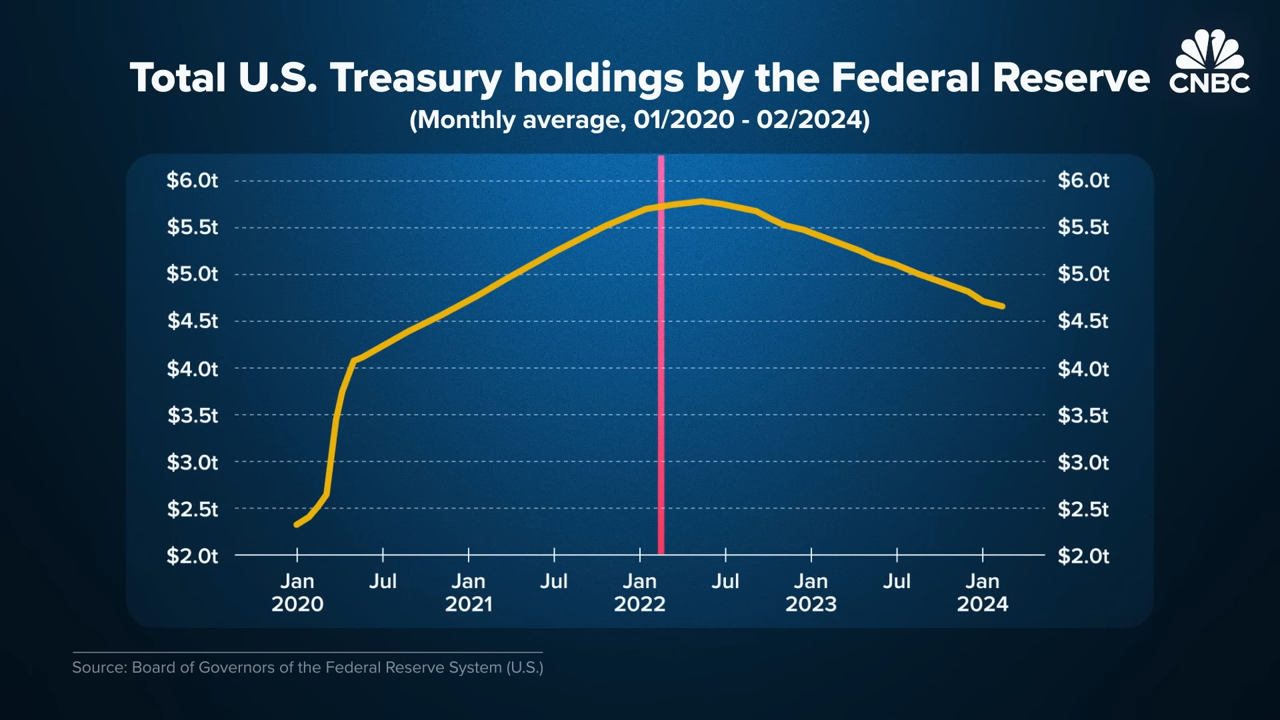 Total U.S. Treasury holdings by the Federal Reserve
CNBC
(Monthly average, 01/2020 - 02/2024)
$6.0t $6.0t
$5.5t $5.5t
$5.0t $5.0t
$4.5t $4.5t
$4.0t $4.0t
$3.5t $3.5t
$3.0t $3.0t
$2.5t $2.5t
$2.0t $2.0t
Jan Jul Jan Jul Jan Jul Jan Jul Jan
2020 2021 2022 2023 2024
Source: Board of Governors of the Federal Reserve System (U.S.)